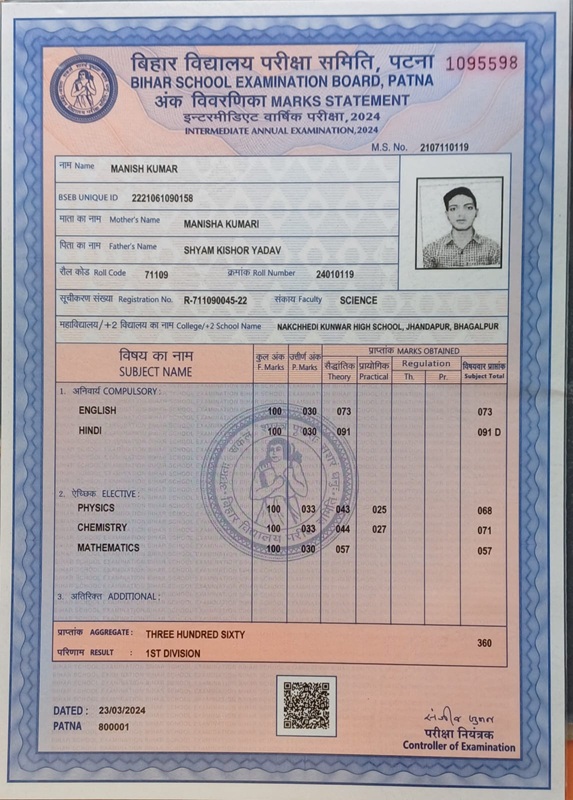 बिहार विद्यालय परीक्षा समिति, पटना 1095598
BIHAR SCHOOL EXAMINATION BOARD, PATNA
अंक विवरणिका MARKS STATEMENT
इन्टरमीडिएट वार्षिक परीक्षा, 2024
INTERMEDIATE ANNUAL EXAMINATION, 2024
M.S. No. 2107110119
नाम Name MANISH KUMAR
BSEB UNIQUE ID 2221061090158
माता का नाम Mother's Name MANISHA KUMARI
पिता का नाम Father's Name SHYAM KISHOR YADAV
रौल कोड Roll Code 71109 क्रमांक Roll Number 24010119
सूचीकरण संख्या Registration No. R-711090045-22 संकाय Faculty SCIENCE
महाविद्यालय/+2 विद्यालय का नाम College/+2 School Name NAKCHHEDI KUNWAR HIGH SCHOOL, JHANDAPUR, BHAGALPUR
विषय का नाम SUBJECT NAME कुल अंक F. Marks उत्तीर्ण अंक P. Marks प्राप्तांक MARKS OBTAINED
सैद्धांतिक Theory प्रायोगिक Practical Regulation Th. Pr. विषयवार प्राप्तांक Subject Total
1. अनिवार्य COMPULSORY :
ENGLISH 100 030 073 073
HINDI 100 030 091 091 D
2. ऐच्छिक ELECTIVE :
PHYSICS 100 033 043 025 068
CHEMISTRY 100 033 044 027 071
MATHEMATICS 100 030 057 057
3. अतिरिक्त ADDITIONAL :
प्राप्तांक AGGREGATE : THREE HUNDRED SIXTY 360
परिणाम RESULT : 1ST DIVISION
DATED : 23/03/2024
PATNA 800001
परीक्षा नियंत्रक
Controller of Examination